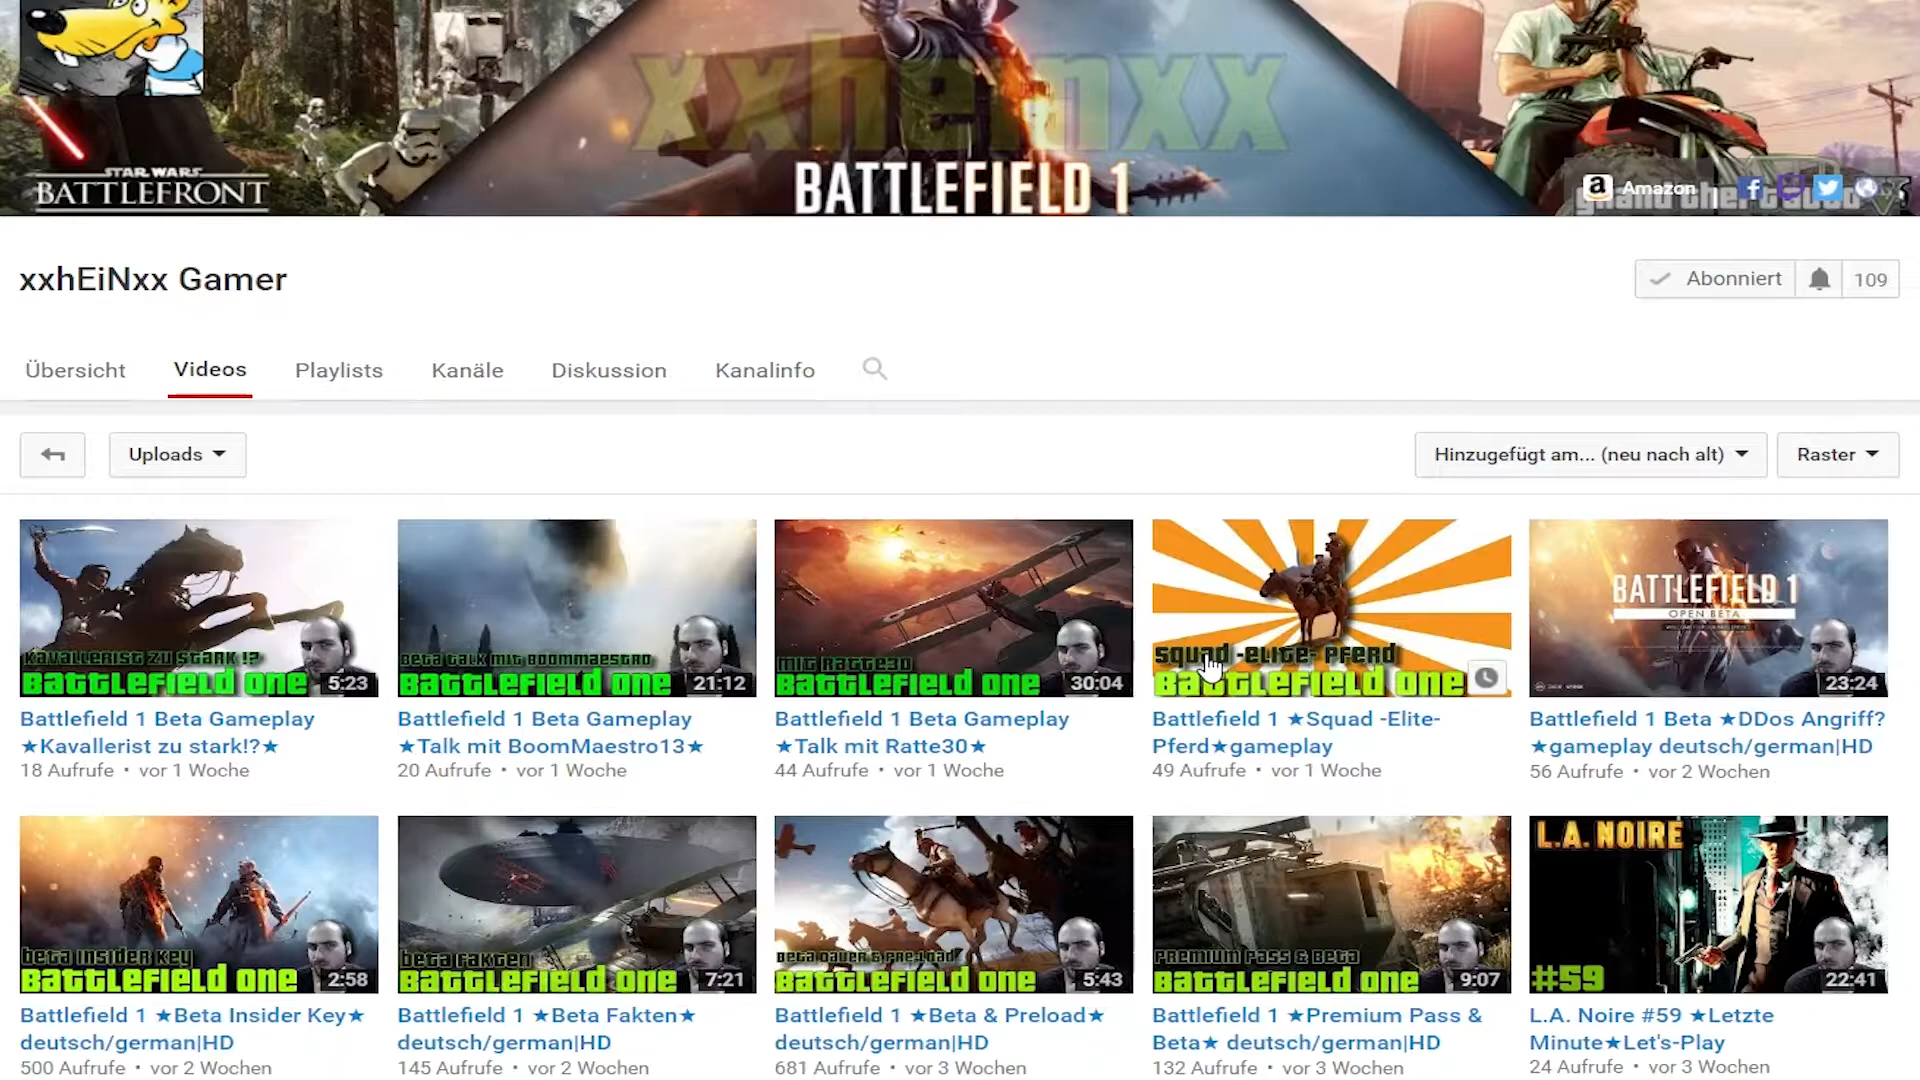 xxheinxx
STAR WARS
BATTLEFRONT
BATTLEFIELD 1
Amazon
grand theft auto
xxhEiNxx Gamer
Abonniert
109
Übersicht
Videos
Playlists
Kanäle
Diskussion
Kanalinfo
Uploads
Hinzugefügt am... (neu nach alt)
Raster
KAVALLERIST ZU STARK !?
BATTLEFIELD ONE
5:23
BETA TALK MIT BOOMMAESTRO
BATTLEFIELD ONE
21:12
MIT RATTE30
BATTLEFIELD ONE
30:04
SQUAD -ELITE- PFERD
BATTLEFIELD ONE
BATTLEFIELD 1
OPEN BETA
23:24
Battlefield 1 Beta Gameplay
★Kavallerist zu stark!?★
18 Aufrufe • vor 1 Woche
Battlefield 1 Beta Gameplay
★Talk mit BoomMaestro13★
20 Aufrufe • vor 1 Woche
Battlefield 1 Beta Gameplay
★Talk mit Ratte30★
44 Aufrufe • vor 1 Woche
Battlefield 1 ★Squad -Elite-
Pferd★gameplay
49 Aufrufe • vor 1 Woche
Battlefield 1 Beta ★DDos Angriff?
★gameplay deutsch/german|HD
56 Aufrufe • vor 2 Wochen
BETA INSIDER KEY
BATTLEFIELD ONE
2:58
BETA FAKTEN
BATTLEFIELD ONE
7:21
BETA DAUER & PRELOAD
BATTLEFIELD ONE
5:43
PREMIUM PASS & BETA
BATTLEFIELD ONE
9:07
L.A. NOIRE
#59
22:41
Battlefield 1 ★Beta Insider Key★
deutsch/german|HD
500 Aufrufe • vor 2 Wochen
Battlefield 1 ★Beta Fakten★
deutsch/german|HD
145 Aufrufe • vor 2 Wochen
Battlefield 1 ★Beta & Preload★
deutsch/german|HD
681 Aufrufe • vor 3 Wochen
Battlefield 1 ★Premium Pass &
Beta★ deutsch/german|HD
132 Aufrufe • vor 3 Wochen
L.A. Noire #59 ★Letzte
Minute★Let's-Play
24 Aufrufe • vor 3 Wochen